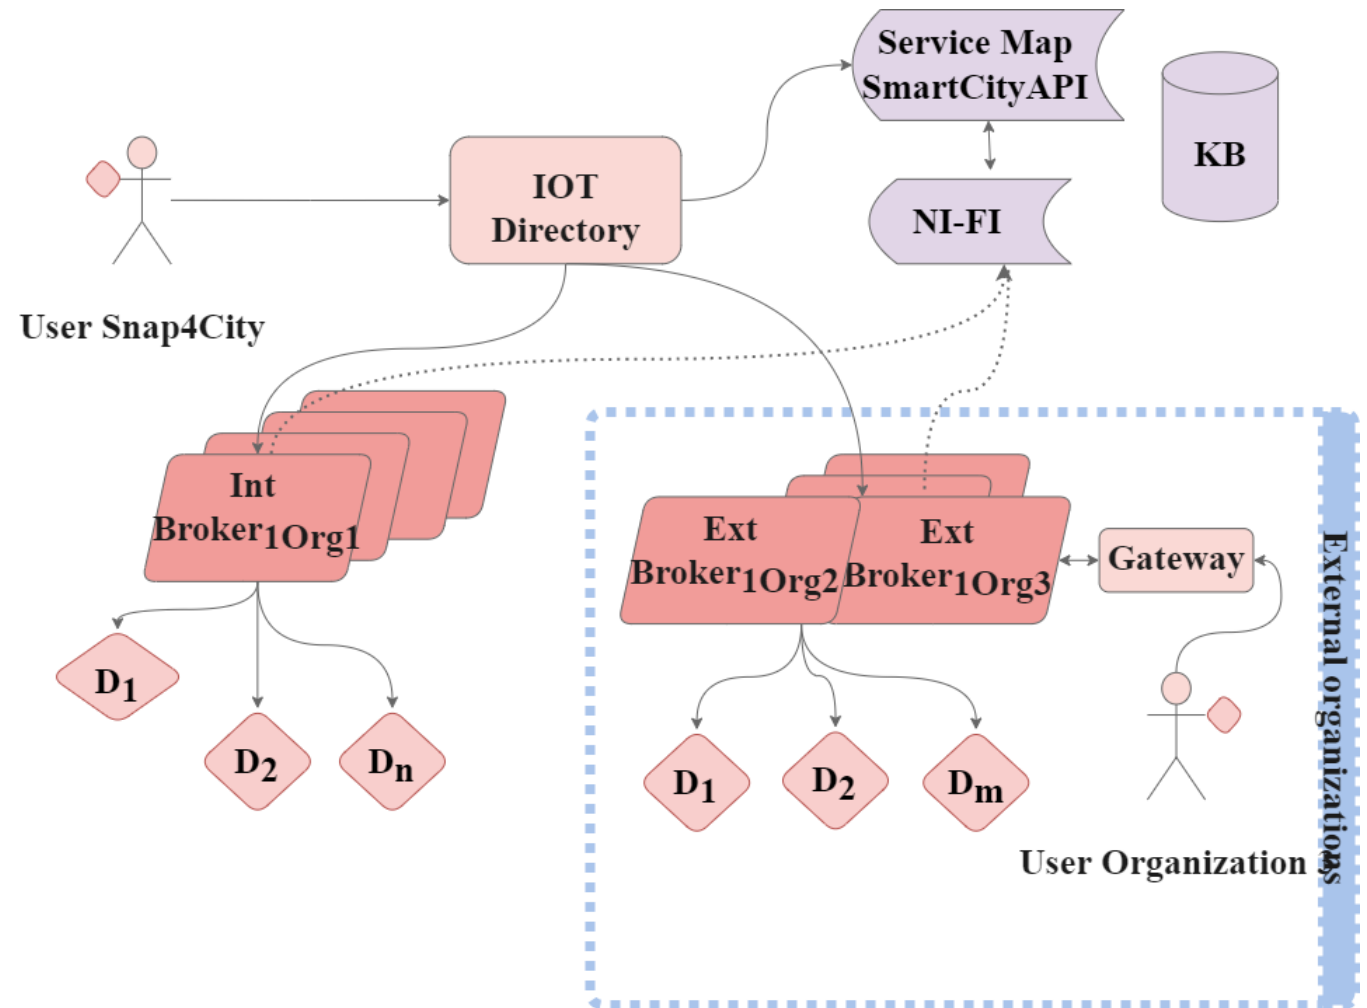 Service Map
SmartCityAPI
KB
IOT
Directory
NI-FI
User Snap4City
Int
Broker1Org1
Ext
Broker1Org2
Ext
Broker1Org3
Gateway
External organizations
D1
D2
Dn
D1
D2
Dm
User Organization 3